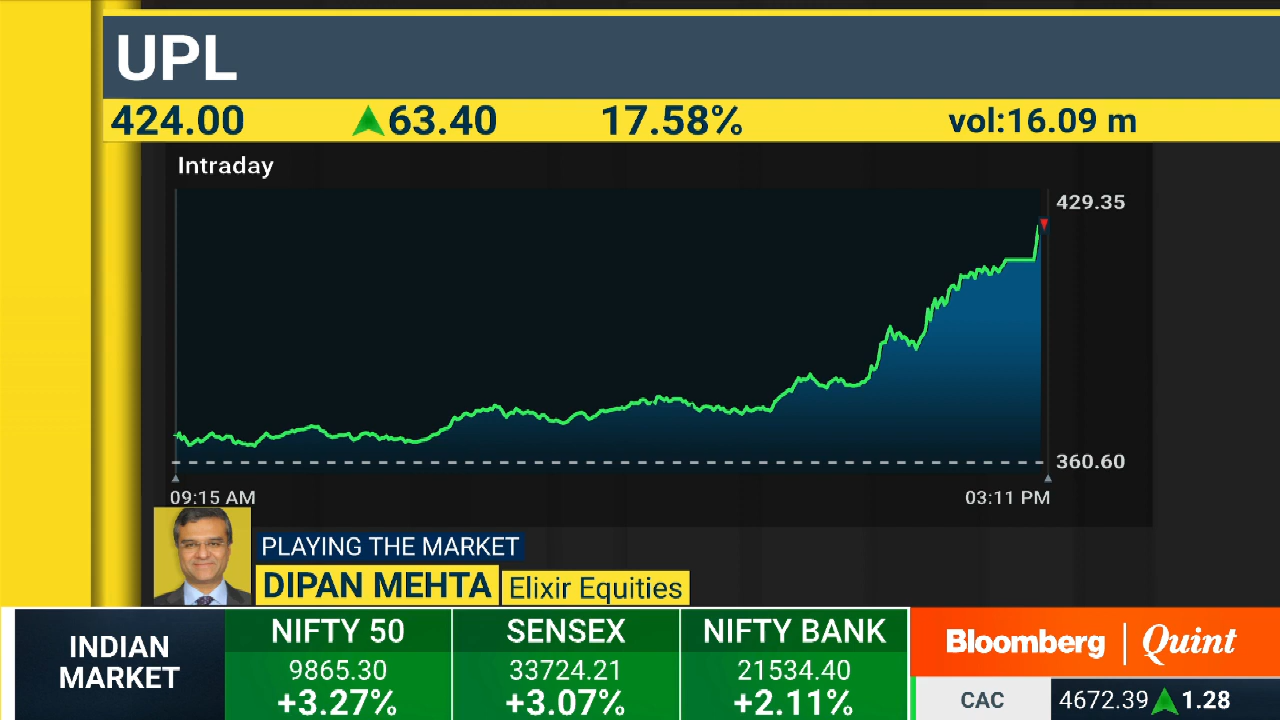 UPL
424.00 63.40 17.58% vol:16.09 m
Intraday
429.35
360.60
09:15 AM 03:11 PM
PLAYING THE MARKET
DIPAN MEHTA Elixir Equities
INDIAN MARKET
NIFTY 50
9865.30
+3.27%
SENSEX
33724.21
+3.07%
NIFTY BANK
21534.40
+2.11%
Bloomberg | Quint
CAC 4672.39 1.28